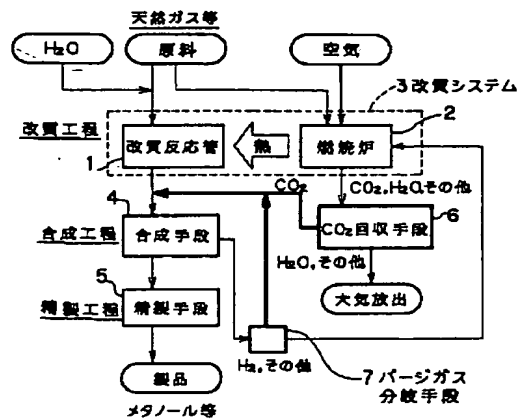 天然ガス等
H₂O
原料
空気
3改質システム
改質工程
改質反応管
1
熱
燃焼炉
2
CO₂
CO₂,H₂Oその他
4
合成工程
合成手段
CO₂回収手段
6
H₂O,その他
5
精製工程
精製手段
大気放出
H₂,その他
7 パージガス
分岐手段
製品
メタノール等